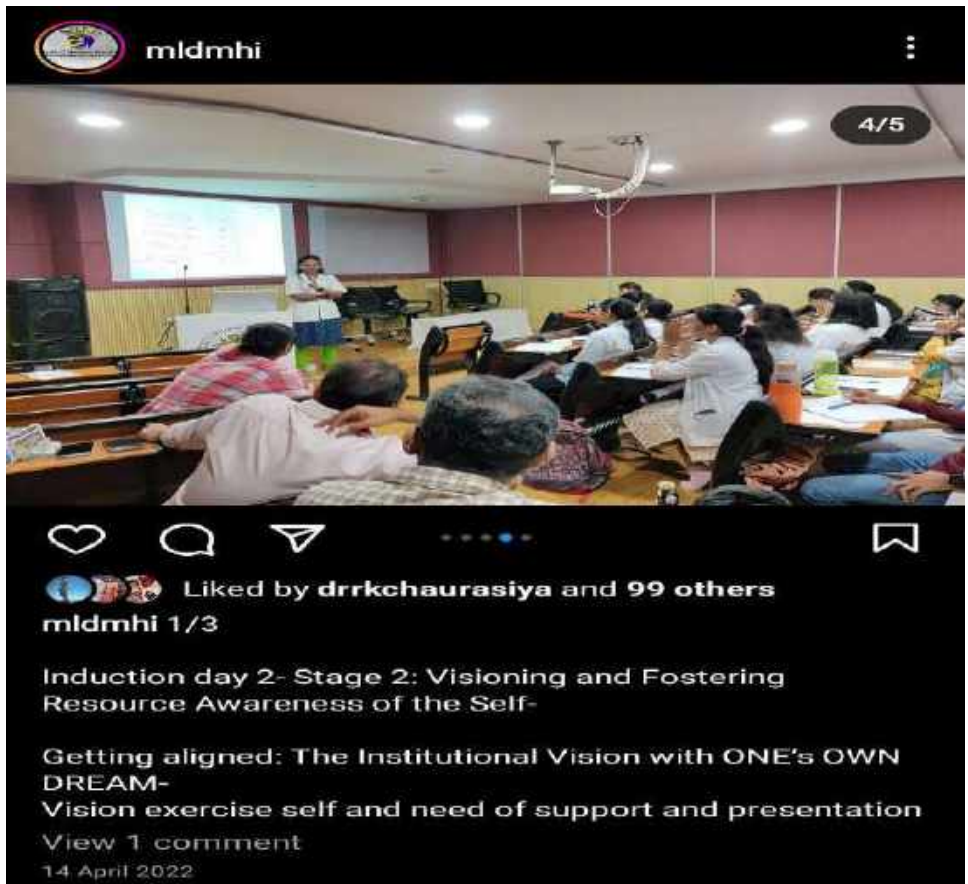 mldmhi
4/5
Liked by drrkchaurasiya and 99 others
mldmhi 1/3
Induction day 2- Stage 2: Visioning and Fostering
Resource Awareness of the Self-
Getting aligned: The Institutional Vision with ONE's OWN
DREAM-
Vision exercise self and need of support and presentation
View 1 comment
14 April 2022